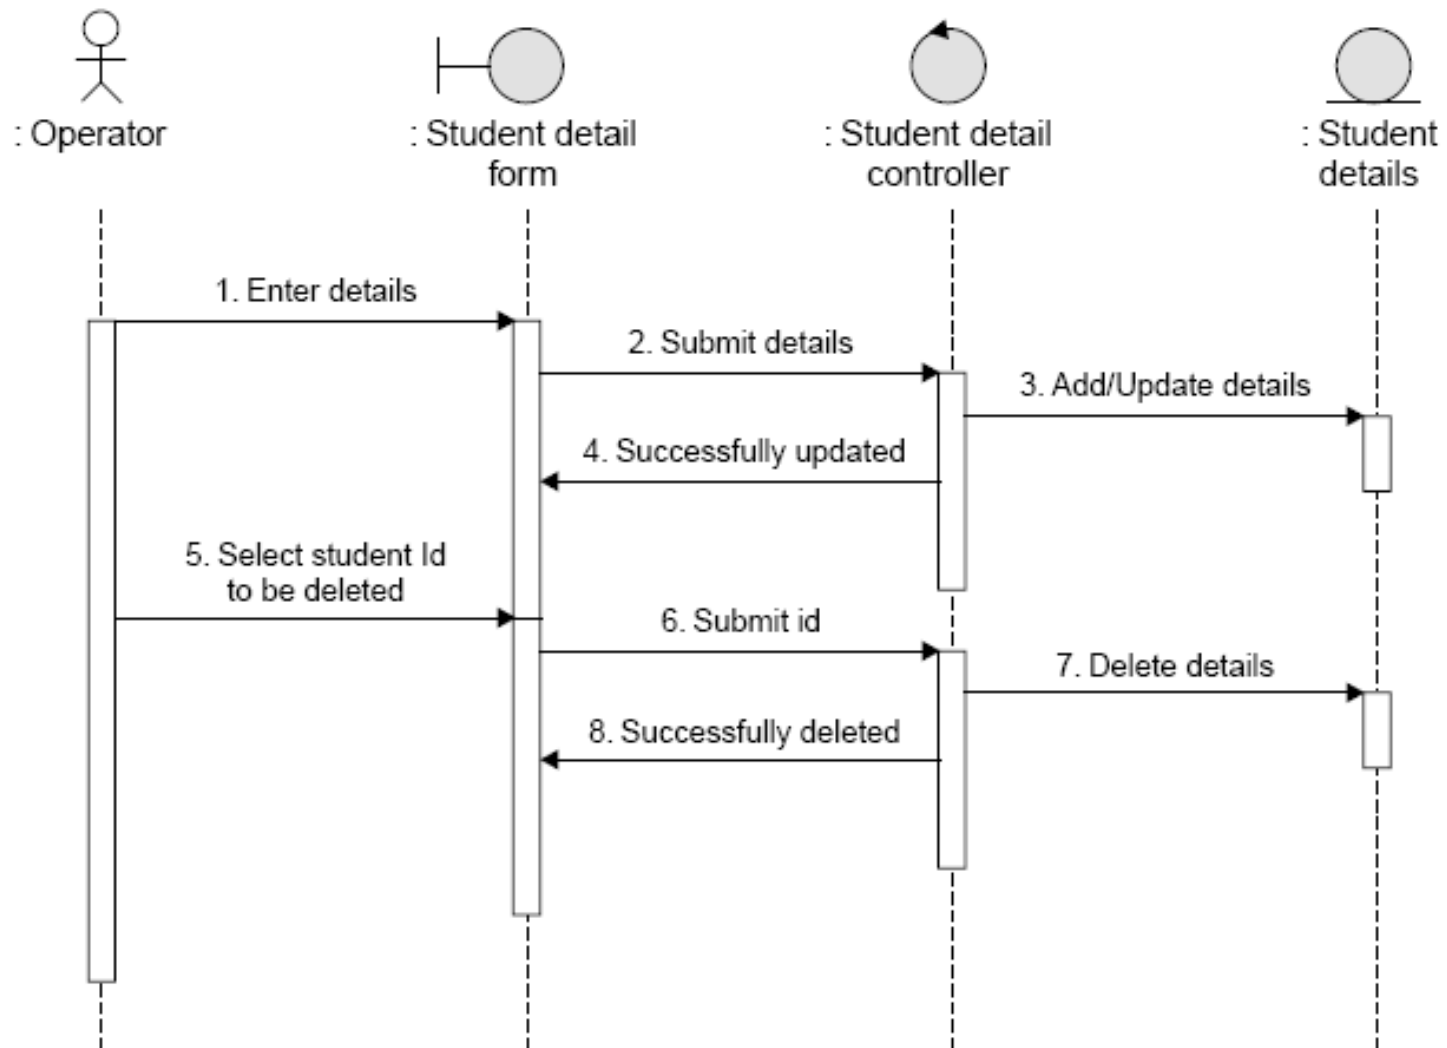 : Operator
: Student detail
form
: Student detail
controller
: Student
details
1. Enter details
2. Submit details
3. Add/Update details
4. Successfully updated
5. Select student Id
to be deleted
6. Submit id
7. Delete details
8. Successfully deleted